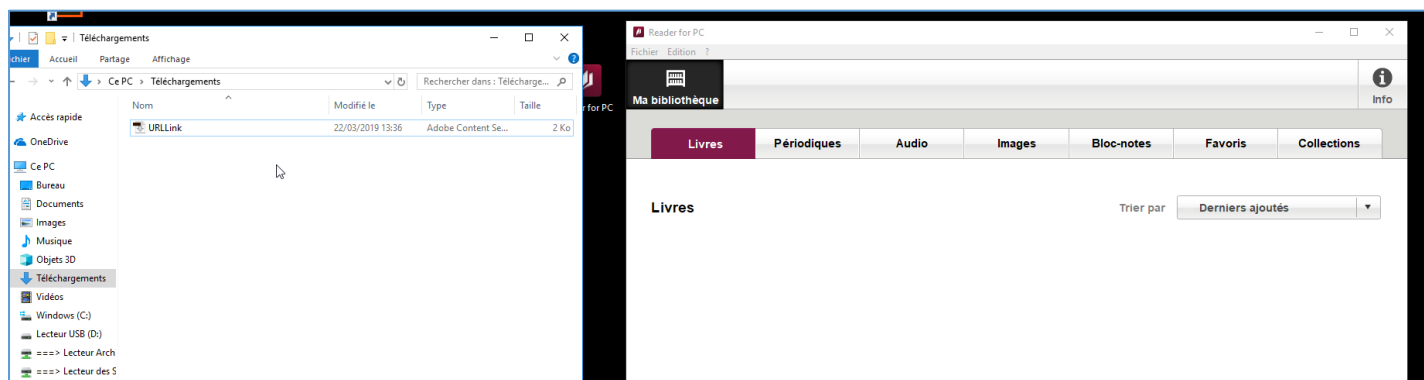 Téléchargements
chier Accueil Partage Affichage
Ce PC > Téléchargements
Rechercher dans : Télécharge...
Nom Modifié le Type Taille
URLLink 22/03/2019 13:36 Adobe Content Se... 2 Ko
Accès rapide
OneDrive
Ce PC
Bureau
Documents
Images
Musique
Objets 3D
Téléchargements
Vidéos
Windows (C:)
Lecteur USB (D:)
===> Lecteur Arch
===> Lecteur des S
r for PC
Reader for PC
Fichier Edition ?
Ma bibliothèque
Info
Livres Périodiques Audio Images Bloc-notes Favoris Collections
Livres
Trier par Derniers ajoutés